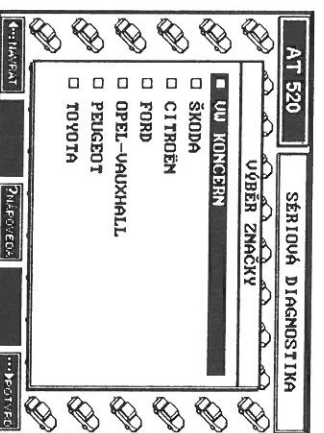 AT 520
SÉRIOVÁ DIAGNOSTIKA
VÝBĚR ZNAČKY
VW KONCERN
ŠKODA
CITROËN
FORD
OPEL-VAUXHALL
PEUGEOT
TOYOTA
NÁVRAT
?NÁPOVĚDA
POTVRD